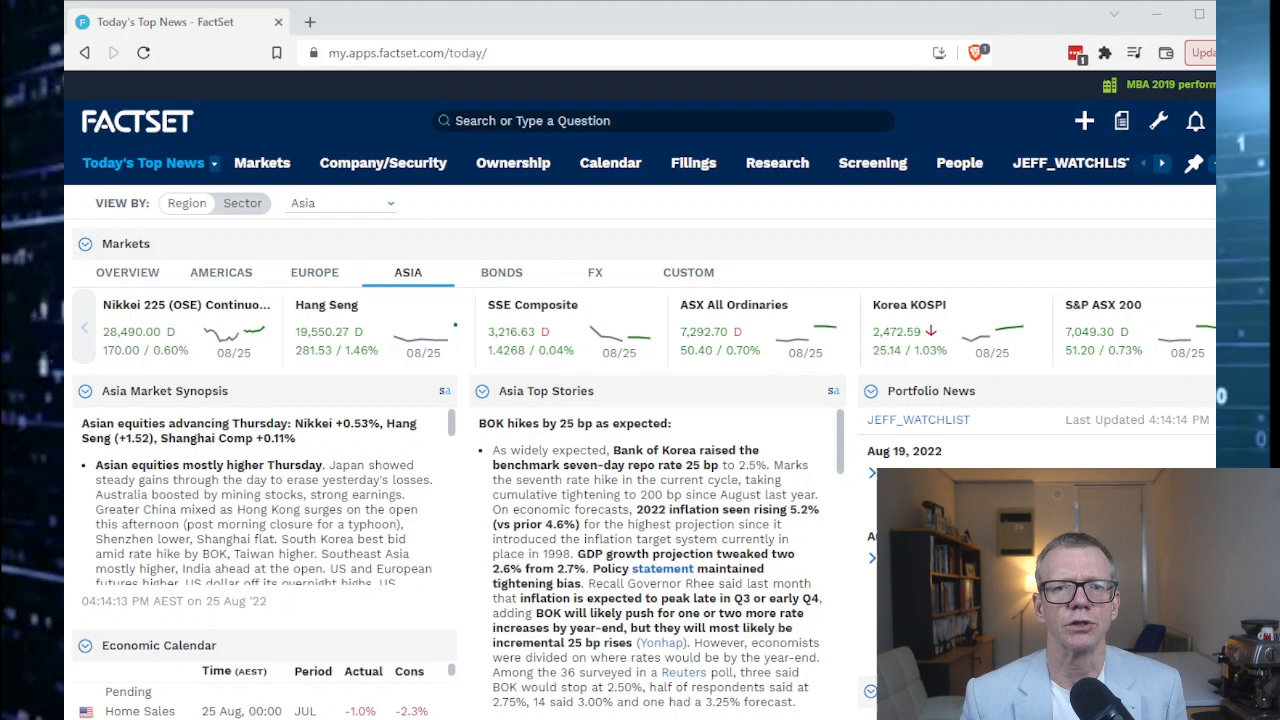 Today's Top News - FactSet
my.apps.factset.com/today/
1
1
MBA 2019 perform
FACTSET
Search or Type a Question
Today's Top News
Markets
Company/Security
Ownership
Calendar
Filings
Research
Screening
People
JEFF_WATCHLIST
VIEW BY:
Region
Sector
Asia
Markets
OVERVIEW
AMERICAS
EUROPE
ASIA
BONDS
FX
CUSTOM
Nikkei 225 (OSE) Continuo...
28,490.00 D
170.00 / 0.60%
08/25
Hang Seng
19,550.27 D
281.53 / 1.46%
08/25
SSE Composite
3,216.63 D
1.4268 / 0.04%
08/25
ASX All Ordinaries
7,292.70 D
50.40 / 0.70%
08/25
Korea KOSPI
2,472.59
25.14 / 1.03%
08/25
S&P ASX 200
7,049.30 D
51.20 / 0.73%
08/25
Asia Market Synopsis
sa
Asian equities advancing Thursday: Nikkei +0.53%, Hang
Seng (+1.52), Shanghai Comp +0.11%
• Asian equities mostly higher Thursday. Japan showed
steady gains through the day to erase yesterday's losses.
Australia boosted by mining stocks, strong earnings.
Greater China mixed as Hong Kong surges on the open
this afternoon (post morning closure for a typhoon),
Shenzhen lower, Shanghai flat. South Korea best bid
amid rate hike by BOK, Taiwan higher. Southeast Asia
mostly higher, India ahead at the open. US and European
futures higher. US dollar off its overnight highs. US
04:14:13 PM AEST on 25 Aug '22
Economic Calendar
Time (AEST)
Period
Actual
Cons
Pending
Home Sales
25 Aug, 00:00
JUL
-1.0%
-2.3%
Asia Top Stories
sa
BOK hikes by 25 bp as expected:
• As widely expected, Bank of Korea raised the
benchmark seven-day repo rate 25 bp to 2.5%. Marks
the seventh rate hike in the current cycle, taking
cumulative tightening to 200 bp since August last year.
On economic forecasts, 2022 inflation seen rising 5.2%
(vs prior 4.6%) for the highest projection since it
introduced the inflation target system currently in
place in 1998. GDP growth projection tweaked two
2.6% from 2.7%. Policy statement maintained
tightening bias. Recall Governor Rhee said last month
that inflation is expected to peak late in Q3 or early Q4,
adding BOK will likely push for one or two more rate
increases by year-end, but they will most likely be
incremental 25 bp rises (Yonhap). However, economists
were divided on where rates would be by the year-end.
Among the 36 surveyed in a Reuters poll, three said
BOK would stop at 2.50%, half of respondents said at
2.75%, 14 said 3.00% and one had a 3.25% forecast.
Portfolio News
JEFF_WATCHLIST
Last Updated 4:14:14 PM
Aug 19, 2022